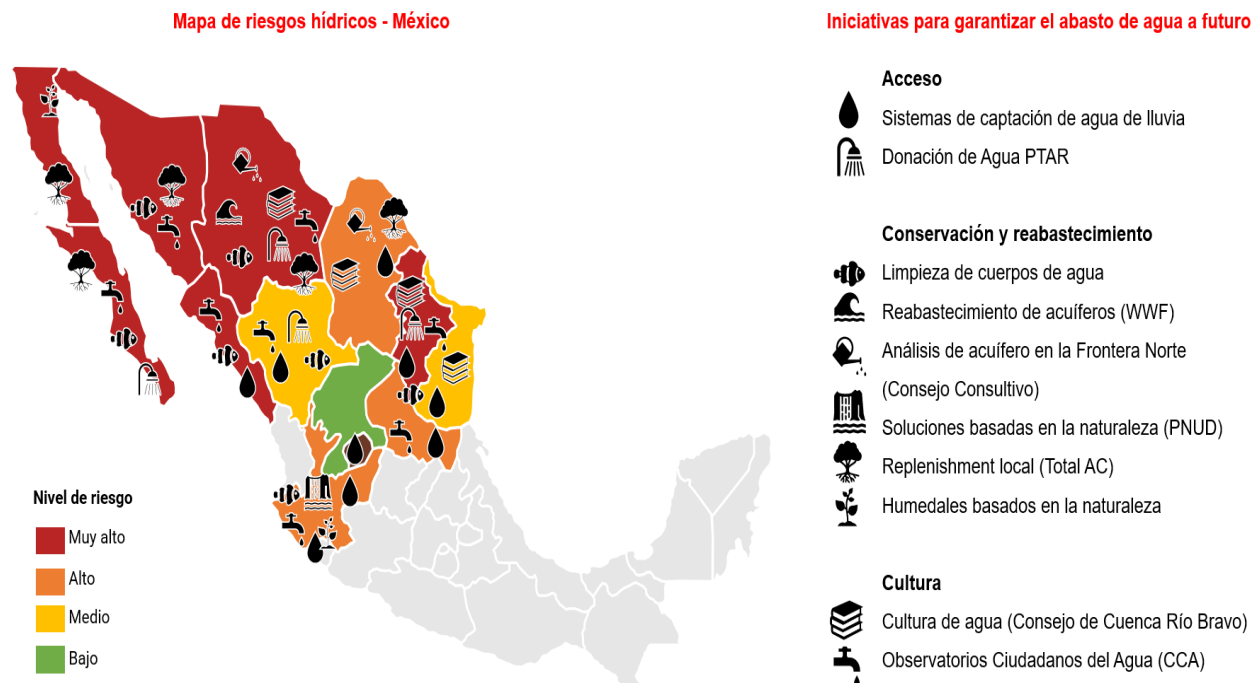 Mapa de riesgos hídricos - México
Nivel de riesgo
Muy alto
Alto
Medio
Bajo
Iniciativas para garantizar el abasto de agua a futuro
Acceso
Sistemas de captación de agua de lluvia
Donación de Agua PTAR
Conservación y reabastecimiento
Limpieza de cuerpos de agua
Reabastecimiento de acuíferos (WWF)
Análisis de acuífero en la Frontera Norte
(Consejo Consultivo)
Soluciones basadas en la naturaleza (PNUD)
Replenishment local (Total AC)
Humedales basados en la naturaleza
Cultura
Cultura de agua (Consejo de Cuenca Río Bravo)
Observatorios Ciudadanos del Agua (CCA)